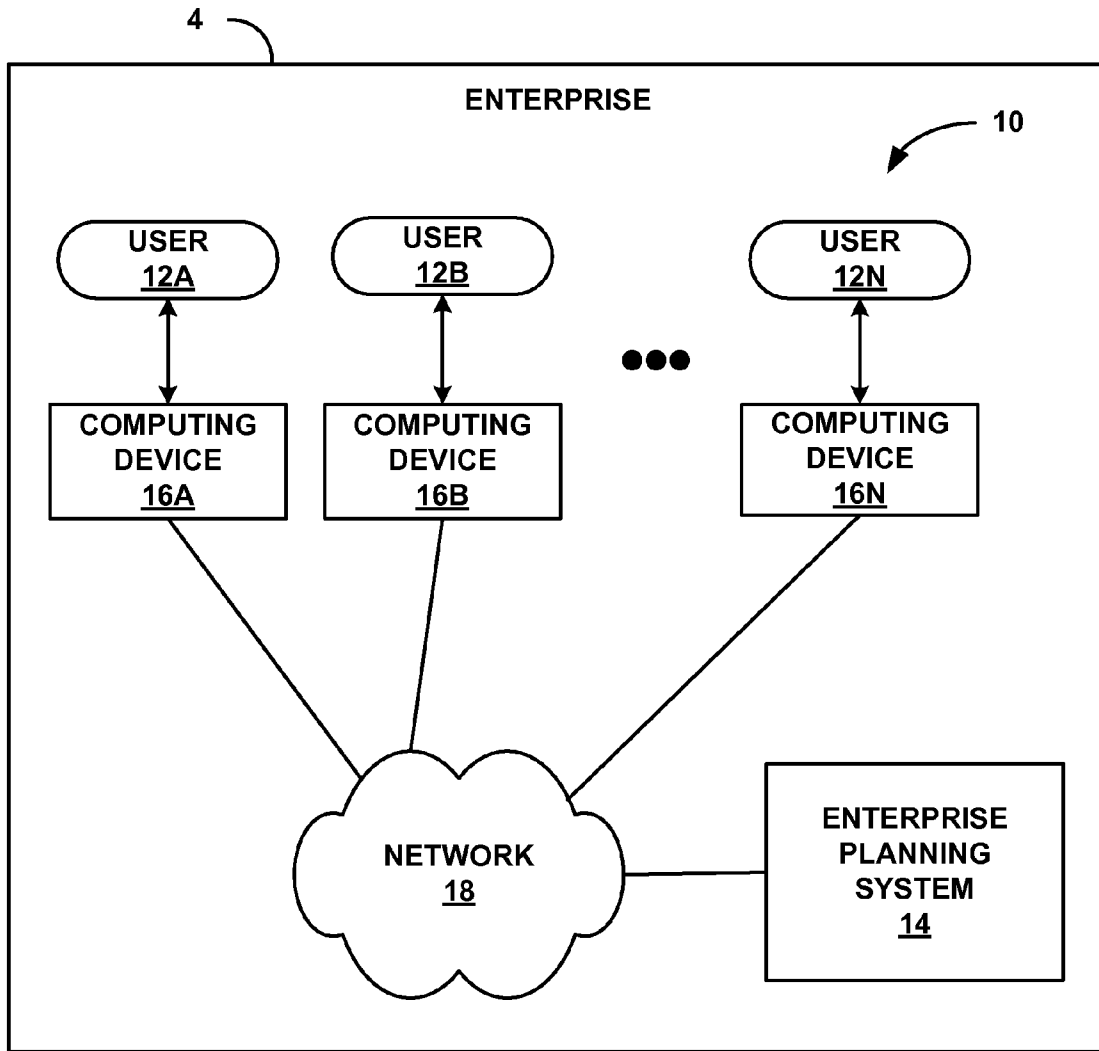 4
ENTERPRISE
10
USER
12A
USER
12B
USER
12N
COMPUTING
DEVICE
16A
COMPUTING
DEVICE
16B
COMPUTING
DEVICE
16N
NETWORK
18
ENTERPRISE
PLANNING
SYSTEM
14